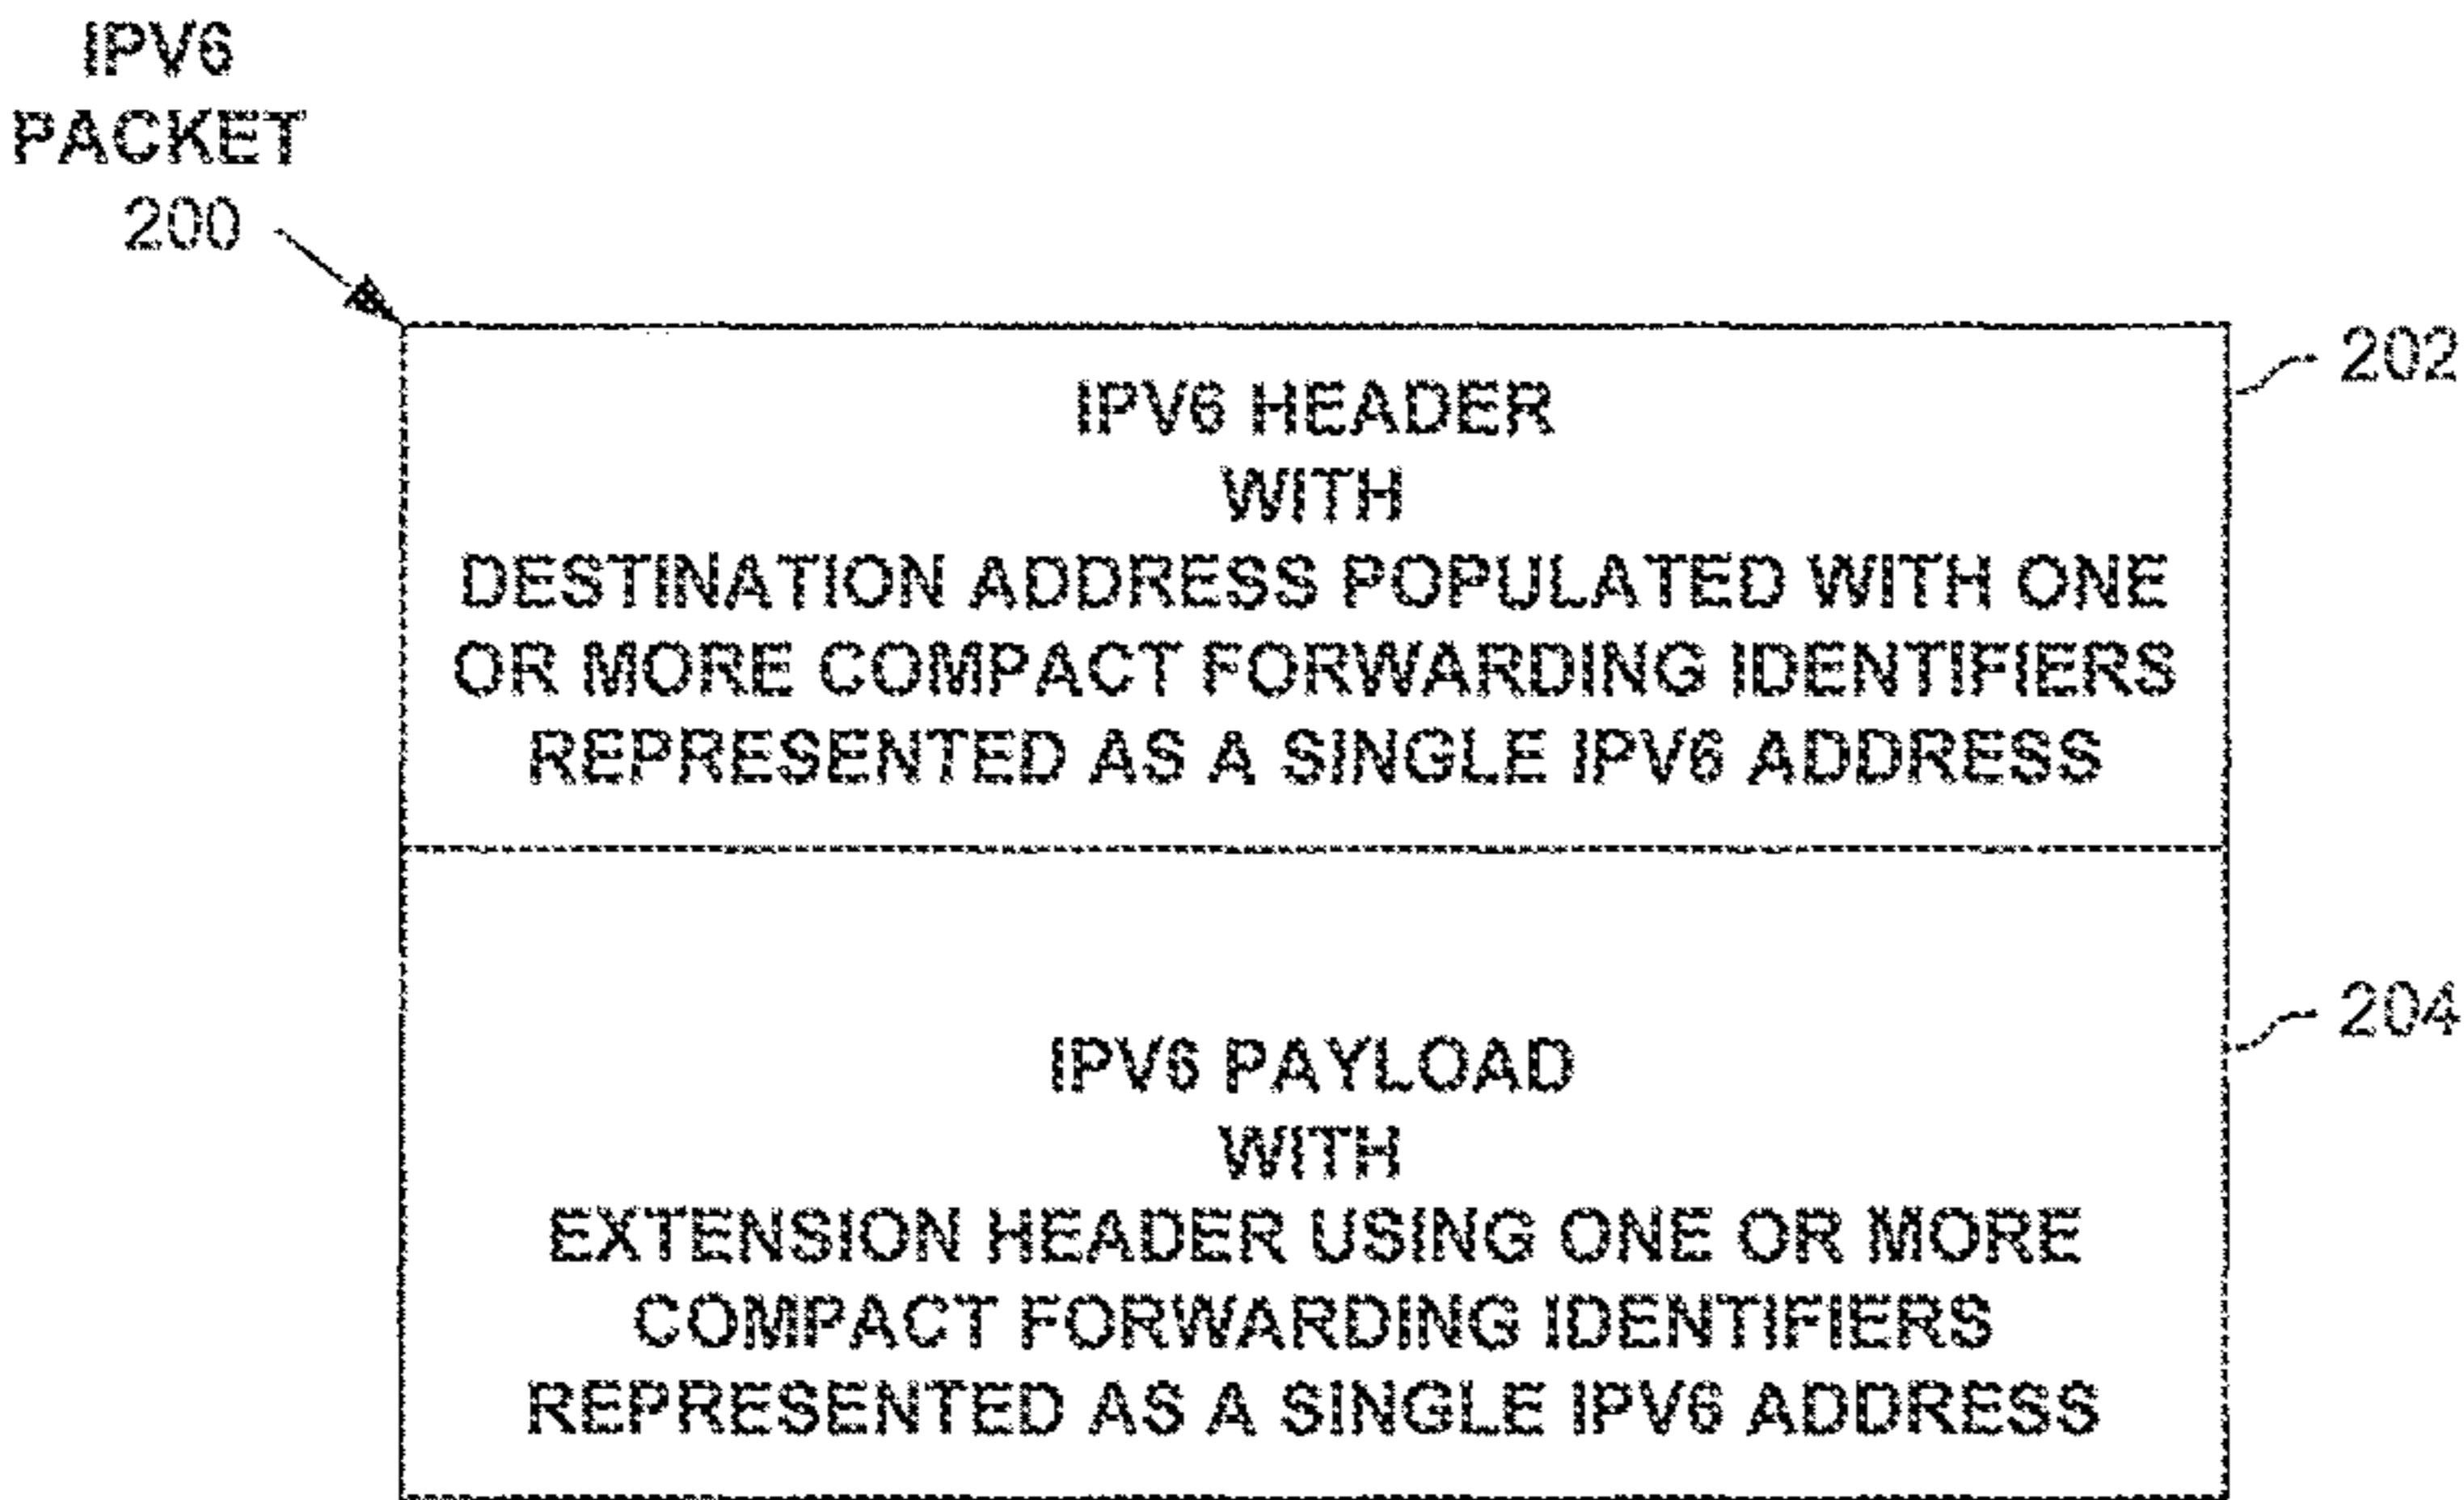 IPV6
PACKET
200
202
IPV6 HEADER
WITH
DESTINATION ADDRESS POPULATED WITH ONE
OR MORE COMPACT FORWARDING IDENTIFIERS
REPRESENTED AS A SINGLE IPV6 ADDRESS
204
IPV6 PAYLOAD
WITH
EXTENSION HEADER USING ONE OR MORE
COMPACT FORWARDING IDENTIFIERS
REPRESENTED AS A SINGLE IPV6 ADDRESS